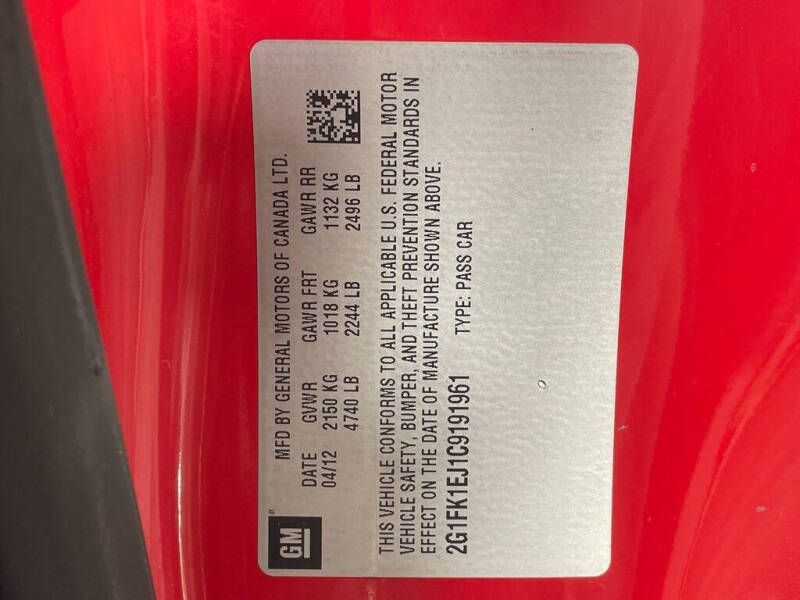 GM
MFD BY GENERAL MOTORS OF CANADA LTD.
DATE GVWR GAWR FRT GAWR RR
04/12 2150 KG 1018 KG 1132 KG
4740 LB 2244 LB 2496 LB
THIS VEHICLE CONFORMS TO ALL APPLICABLE U.S. FEDERAL MOTOR
VEHICLE SAFETY, BUMPER, AND THEFT PREVENTION STANDARDS IN
EFFECT ON THE DATE OF MANUFACTURE SHOWN ABOVE.
2G1FK1EJ1C9191961 TYPE: PASS CAR